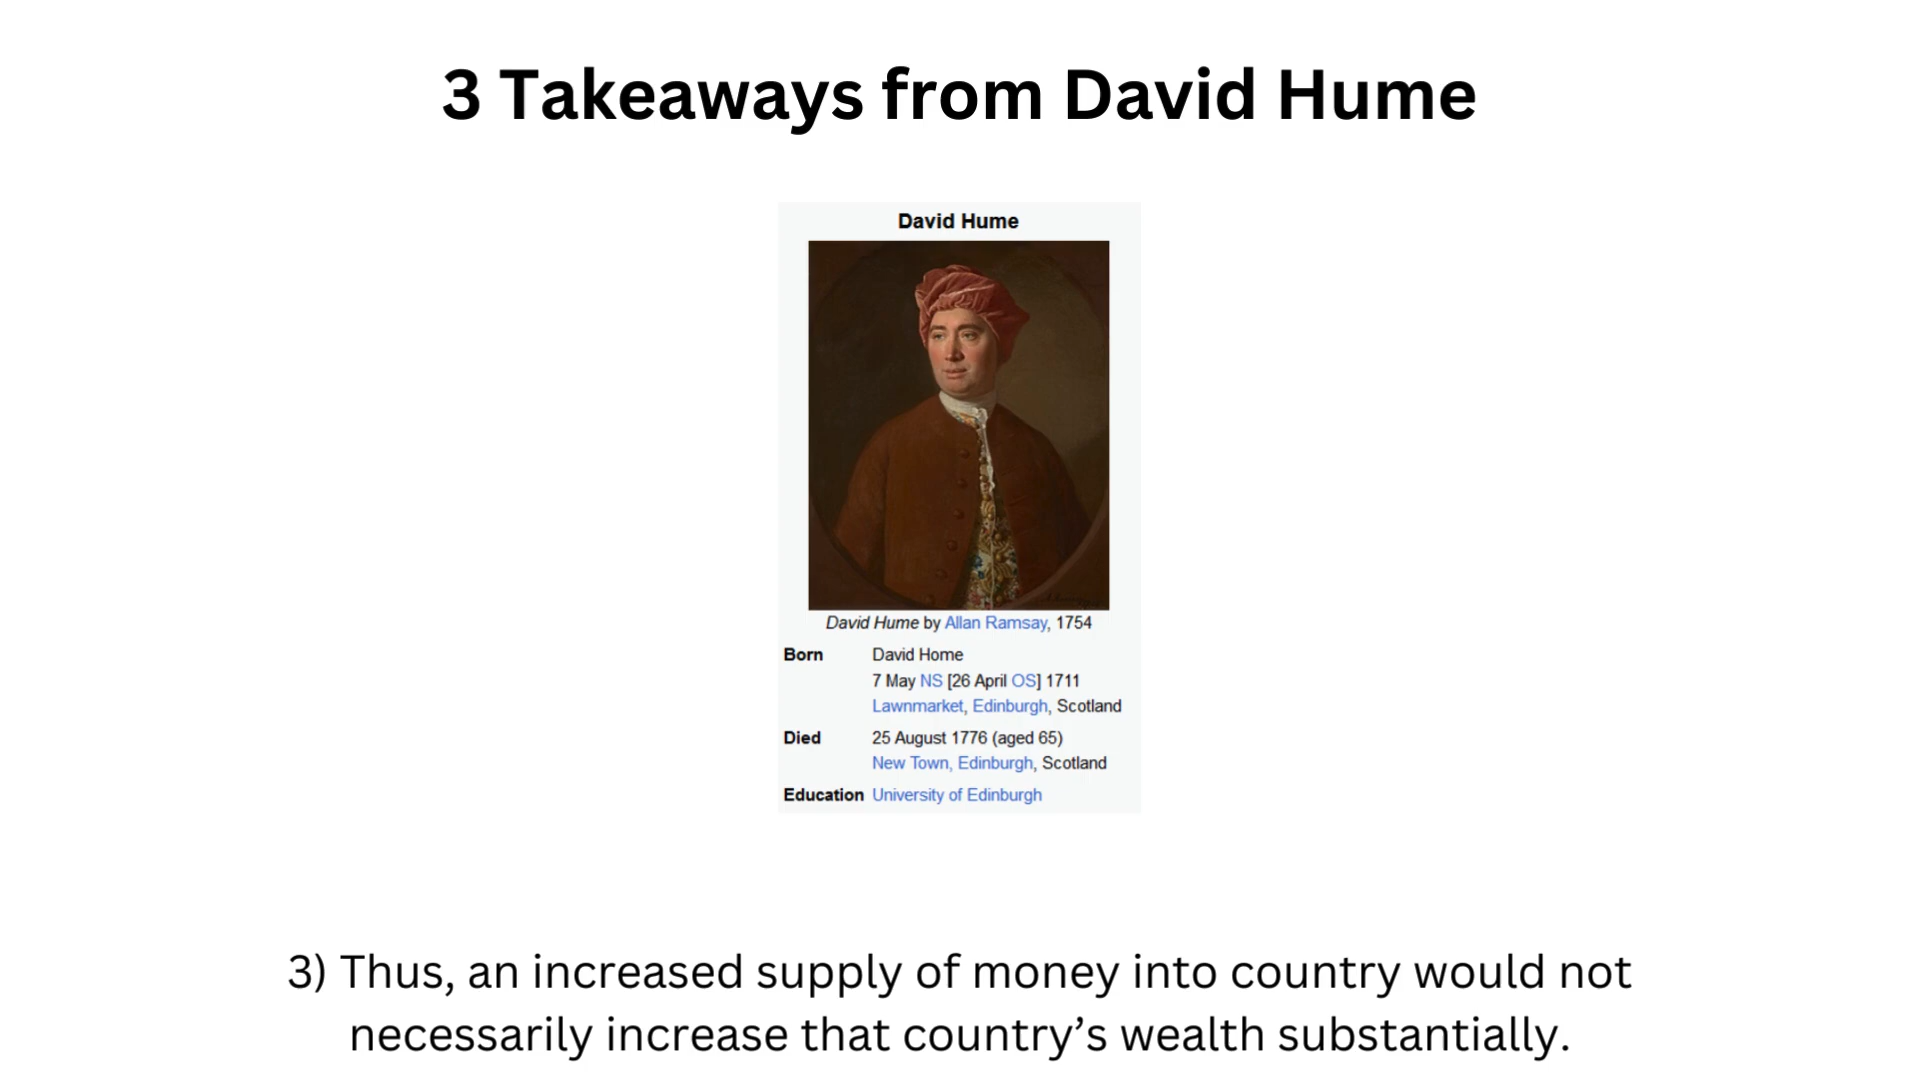 3 Takeaways from David Hume
David Hume
David Hume by Allan Ramsay, 1754
Born David Home
7 May NS [26 April OS] 1711
Lawnmarket, Edinburgh, Scotland
Died 25 August 1776 (aged 65)
New Town, Edinburgh, Scotland
Education University of Edinburgh
3) Thus, an increased supply of money into country would not
necessarily increase that country’s wealth substantially.